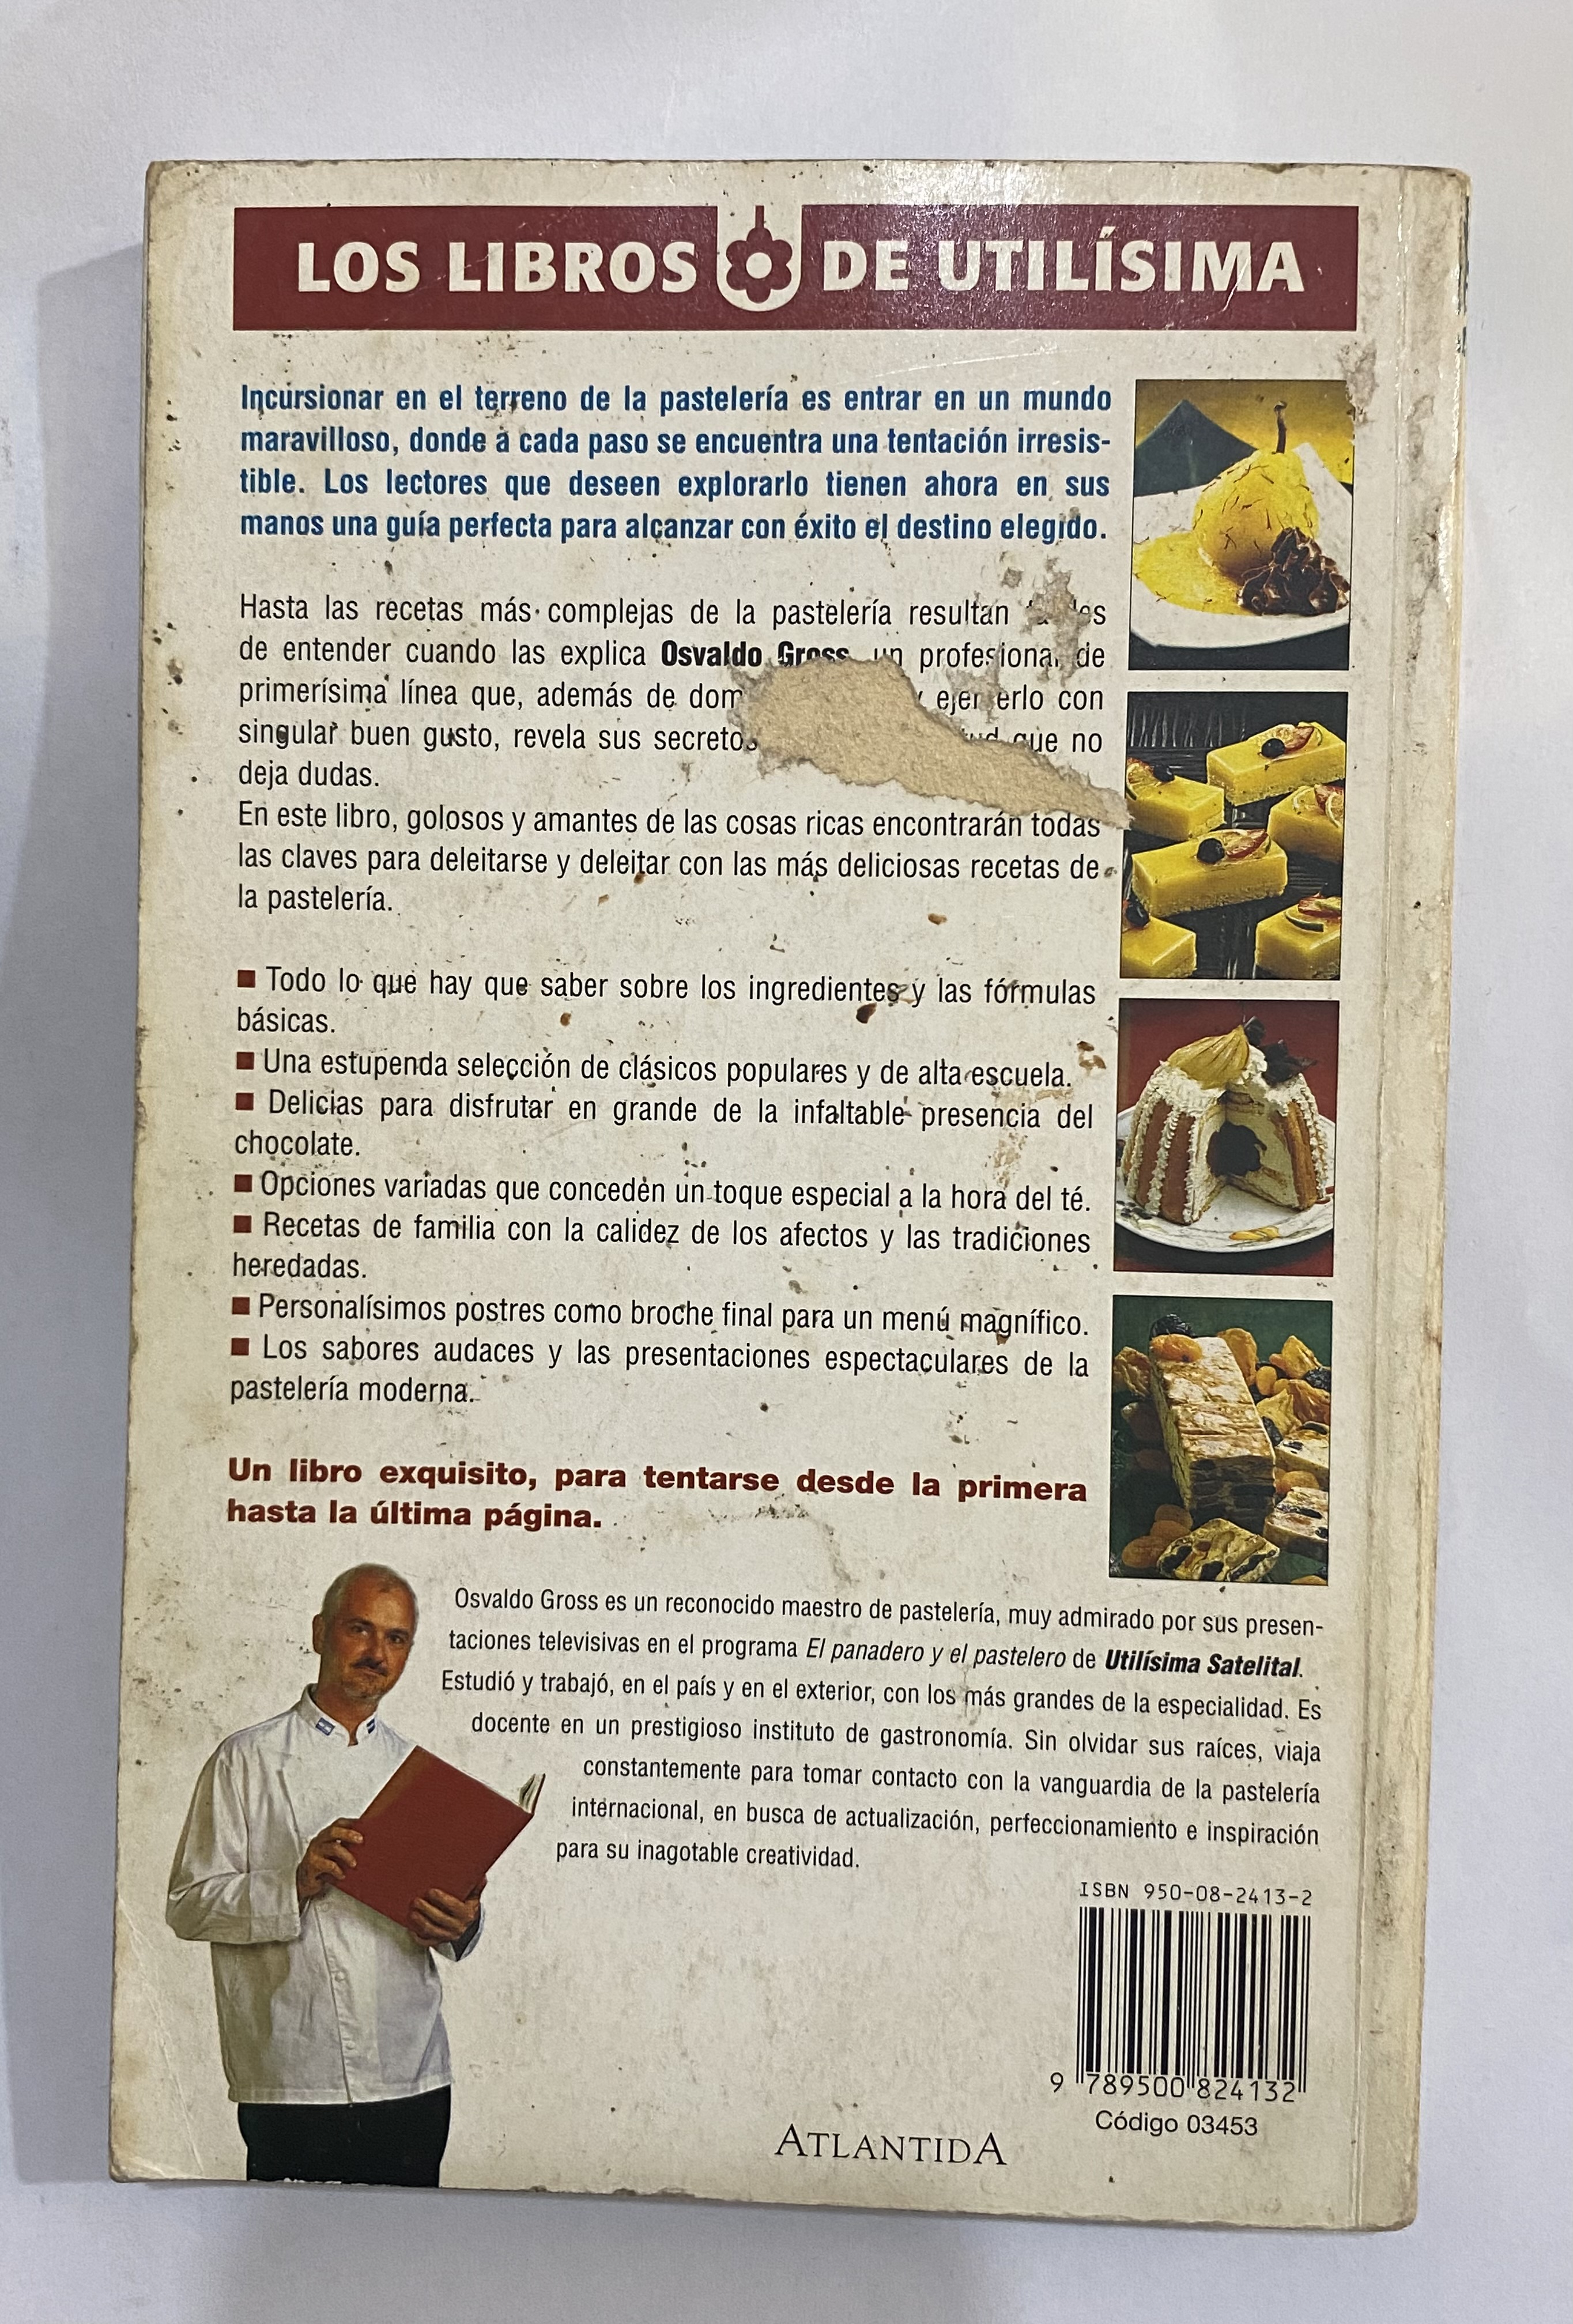 LOS LIBROS DE UTILÍSIMA
Incursionar en el terreno de la pastelería es entrar en un mundo
maravilloso, donde a cada paso se encuentra una tentación irresis-
tible. Los lectores que deseen explorarlo tienen ahora en sus
manos una guía perfecta para alcanzar con éxito el destino elegido.
Hasta las recetas más complejas de la pastelería resultan
de entender cuando las explica Osvaldo Gross, un profesional de
primerísima línea que, además de y ejercerlo con
singular buen gusto, revela sus secretos que no
deja dudas.
En este libro, golosos y amantes de las cosas ricas encontrarán todas
las claves para deleitarse y deleitar con las más deliciosas recetas de
la pastelería.
■ Todo lo que hay que saber sobre los ingredientes y las fórmulas
básicas.
■ Una estupenda selección de clásicos populares y de alta escuela.
■ Delicias para disfrutar en grande de la infaltable presencia del
chocolate.
■ Opciones variadas que conceden un toque especial a la hora del té.
■ Recetas de familia con la calidez de los afectos y las tradiciones
heredadas.
■ Personalísimos postres como broche final para un menú magnífico.
■ Los sabores audaces y las presentaciones espectaculares de la
pastelería moderna.
Un libro exquisito, para tentarse desde la primera
hasta la última página.
Osvaldo Gross es un reconocido maestro de pastelería, muy admirado por sus presen-
taciones televisivas en el programa El panadero y el pastelero de Utilísima Satelital.
Estudió y trabajó, en el país y en el exterior, con los más grandes de la especialidad. Es
docente en un prestigioso instituto de gastronomía. Sin olvidar sus raíces, viaja
constantemente para tomar contacto con la vanguardia de la pastelería
internacional, en busca de actualización, perfeccionamiento e inspiración
para su inagotable creatividad.
ISBN 950-08-2413-2
9 789500 824132
Código 03453
ATLANTIDA